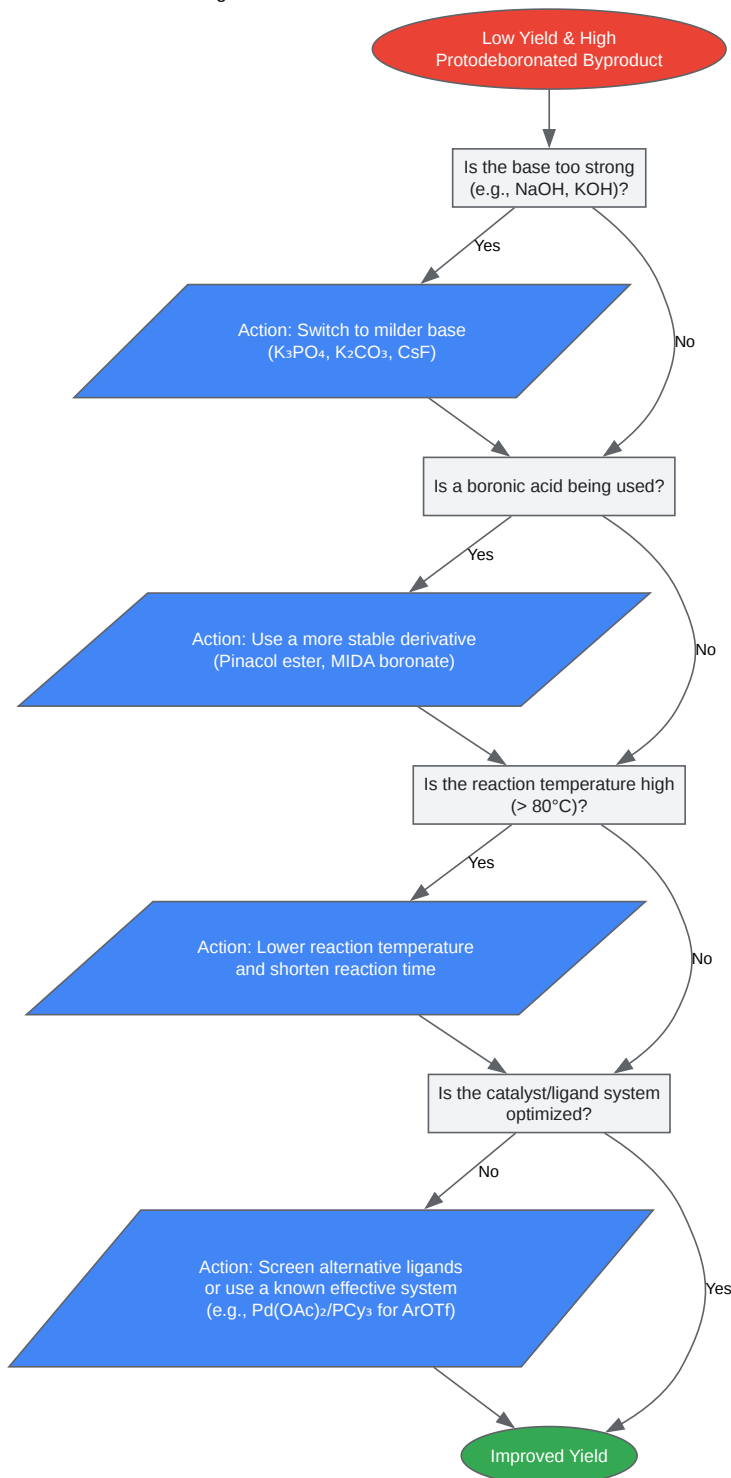 Low Yield & High
Protodeboronated Byproduct
Is the base too strong
(e.g., NaOH, KOH)?
Yes
Action: Switch to milder base
(K₃PO₄, K₂CO₃, CsF)
No
Is a boronic acid being used?
Yes
Action: Use a more stable derivative
(Pinacol ester, MIDA boronate)
No
Is the reaction temperature high
(> 80°C)?
Yes
Action: Lower reaction temperature
and shorten reaction time
No
Is the catalyst/ligand system
optimized?
No
Action: Screen alternative ligands
or use a known effective system
(e.g., Pd(OAc)₂/PCy₃ for ArOTf)
Yes
Improved Yield